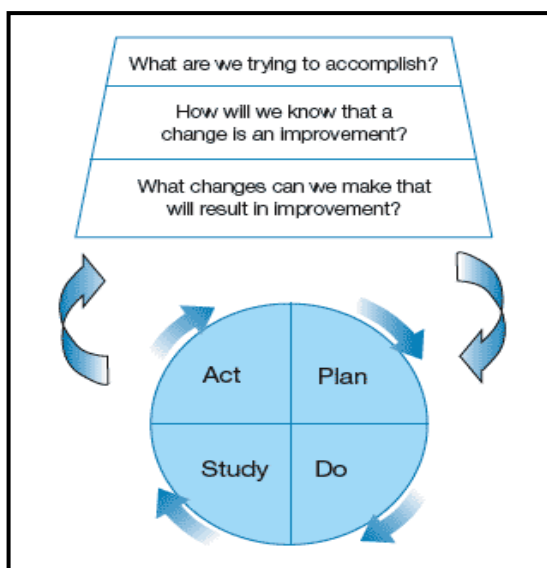 What are we trying to accomplish?
How will we know that a
change is an improvement?
What changes can we make that
will result in improvement?
Act
Plan
Study
Do